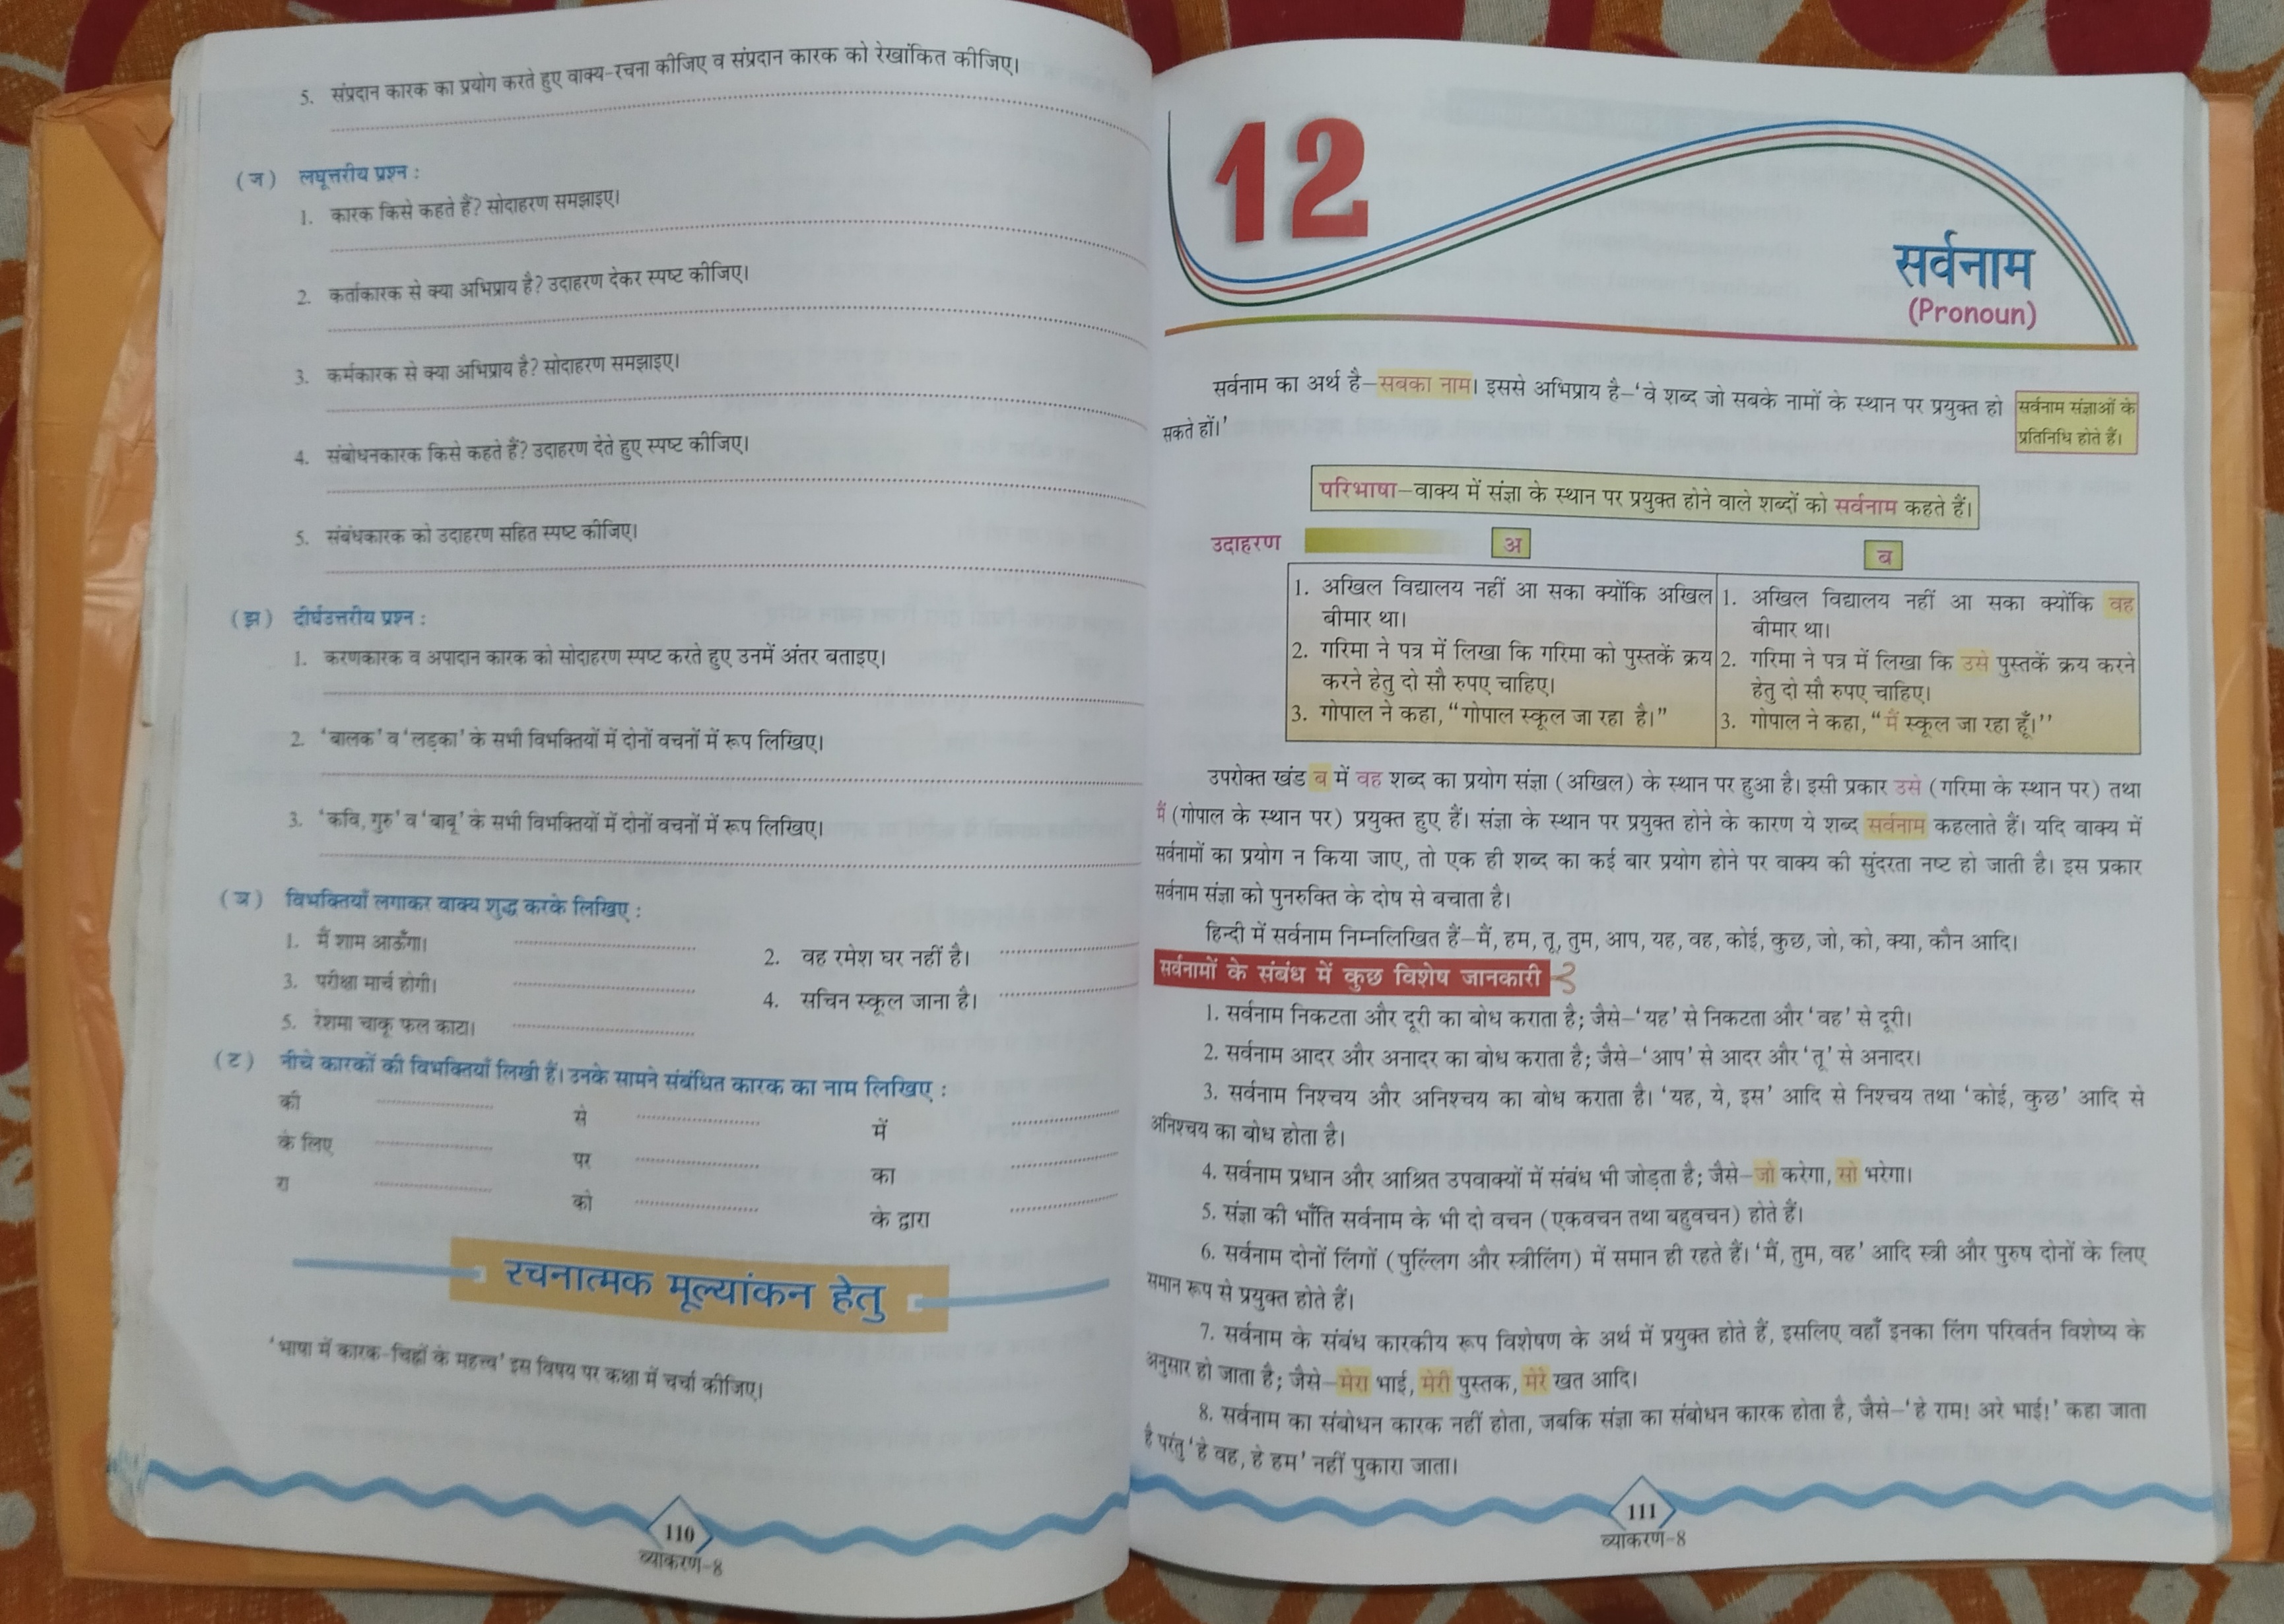 5. संप्रदान कारक का प्रयोग करते हुए वाक्य-रचना कीजिए व संप्रदान कारक को रेखांकित कीजिए।
(ज) लघूत्तरीय प्रश्न :
1. कारक किसे कहते हैं? सोदाहरण समझाइए।
2. कर्ताकारक से क्या अभिप्राय है? उदाहरण देकर स्पष्ट कीजिए।
3. कर्मकारक से क्या अभिप्राय है? सोदाहरण समझाइए।
4. संबोधनकारक किसे कहते हैं? उदाहरण देते हुए स्पष्ट कीजिए।
5. संबंधकारक को उदाहरण सहित स्पष्ट कीजिए।
(झ) दीर्घउत्तरीय प्रश्न :
1. करणकारक व अपादान कारक को सोदाहरण स्पष्ट करते हुए उनमें अंतर बताइए।
2. 'बालक' व 'लड़का' के सभी विभक्तियों में दोनों वचनों में रूप लिखिए।
3. 'कवि, गुरु' व 'बाबू' के सभी विभक्तियों में दोनों वचनों में रूप लिखिए।
(ञ) विभक्तियाँ लगाकर वाक्य शुद्ध करके लिखिए :
1. मैं शाम आऊँगा। 2. वह रमेश घर नहीं है।
3. परीक्षा मार्च होगी। 4. सचिन स्कूल जाना है।
5. रेशमा चाकू फल काटा।
(ट) नीचे कारकों की विभक्तियाँ लिखी हैं। उनके सामने संबंधित कारक का नाम लिखिए :
की से में
के लिए पर का
रा को के द्वारा
रचनात्मक मूल्यांकन हेतु
'भाषा में कारक-चिह्नों के महत्त्व' इस विषय पर कक्षा में चर्चा कीजिए।
110
व्याकरण-8
12
सर्वनाम
(Pronoun)
सर्वनाम का अर्थ है–सबका नाम। इससे अभिप्राय है–'वे शब्द जो सबके नामों के स्थान पर प्रयुक्त हो
सकते हों।'
सर्वनाम संज्ञाओं के
प्रतिनिधि होते हैं।
परिभाषा–वाक्य में संज्ञा के स्थान पर प्रयुक्त होने वाले शब्दों को सर्वनाम कहते हैं।
उदाहरण अ ब
1. अखिल विद्यालय नहीं आ सका क्योंकि अखिल
बीमार था।
2. गरिमा ने पत्र में लिखा कि गरिमा को पुस्तकें क्रय
करने हेतु दो सौ रुपए चाहिए।
3. गोपाल ने कहा, "गोपाल स्कूल जा रहा है।"
1. अखिल विद्यालय नहीं आ सका क्योंकि वह
बीमार था।
2. गरिमा ने पत्र में लिखा कि उसे पुस्तकें क्रय करने
हेतु दो सौ रुपए चाहिए।
3. गोपाल ने कहा, "मैं स्कूल जा रहा हूँ।''
उपरोक्त खंड ब में वह शब्द का प्रयोग संज्ञा (अखिल) के स्थान पर हुआ है। इसी प्रकार उसे (गरिमा के स्थान पर) तथा
मैं (गोपाल के स्थान पर) प्रयुक्त हुए हैं। संज्ञा के स्थान पर प्रयुक्त होने के कारण ये शब्द सर्वनाम कहलाते हैं। यदि वाक्य में
सर्वनामों का प्रयोग न किया जाए, तो एक ही शब्द का कई बार प्रयोग होने पर वाक्य की सुंदरता नष्ट हो जाती है। इस प्रकार
सर्वनाम संज्ञा को पुनरुक्ति के दोष से बचाता है।
हिन्दी में सर्वनाम निम्नलिखित हैं–मैं, हम, तू, तुम, आप, यह, वह, कोई, कुछ, जो, को, क्या, कौन आदि।
सर्वनामों के संबंध में कुछ विशेष जानकारी
1. सर्वनाम निकटता और दूरी का बोध कराता है; जैसे–'यह' से निकटता और 'वह' से दूरी।
2. सर्वनाम आदर और अनादर का बोध कराता है; जैसे–'आप' से आदर और 'तू' से अनादर।
3. सर्वनाम निश्चय और अनिश्चय का बोध कराता है। 'यह, ये, इस' आदि से निश्चय तथा 'कोई, कुछ' आदि से
अनिश्चय का बोध होता है।
4. सर्वनाम प्रधान और आश्रित उपवाक्यों में संबंध भी जोड़ता है; जैसे–जो करेगा, सो भरेगा।
5. संज्ञा की भाँति सर्वनाम के भी दो वचन (एकवचन तथा बहुवचन) होते हैं।
6. सर्वनाम दोनों लिंगों (पुल्लिंग और स्त्रीलिंग) में समान ही रहते हैं। 'मैं, तुम, वह' आदि स्त्री और पुरुष दोनों के लिए
समान रूप से प्रयुक्त होते हैं।
7. सर्वनाम के संबंध कारकीय रूप विशेषण के अर्थ में प्रयुक्त होते हैं, इसलिए वहाँ इनका लिंग परिवर्तन विशेष्य के
अनुसार हो जाता है; जैसे–मेरा भाई, मेरी पुस्तक, मेरे खत आदि।
8. सर्वनाम का संबोधन कारक नहीं होता, जबकि संज्ञा का संबोधन कारक होता है, जैसे–'हे राम! अरे भाई!' कहा जाता
है परंतु 'हे वह, हे हम' नहीं पुकारा जाता।
111
व्याकरण-8